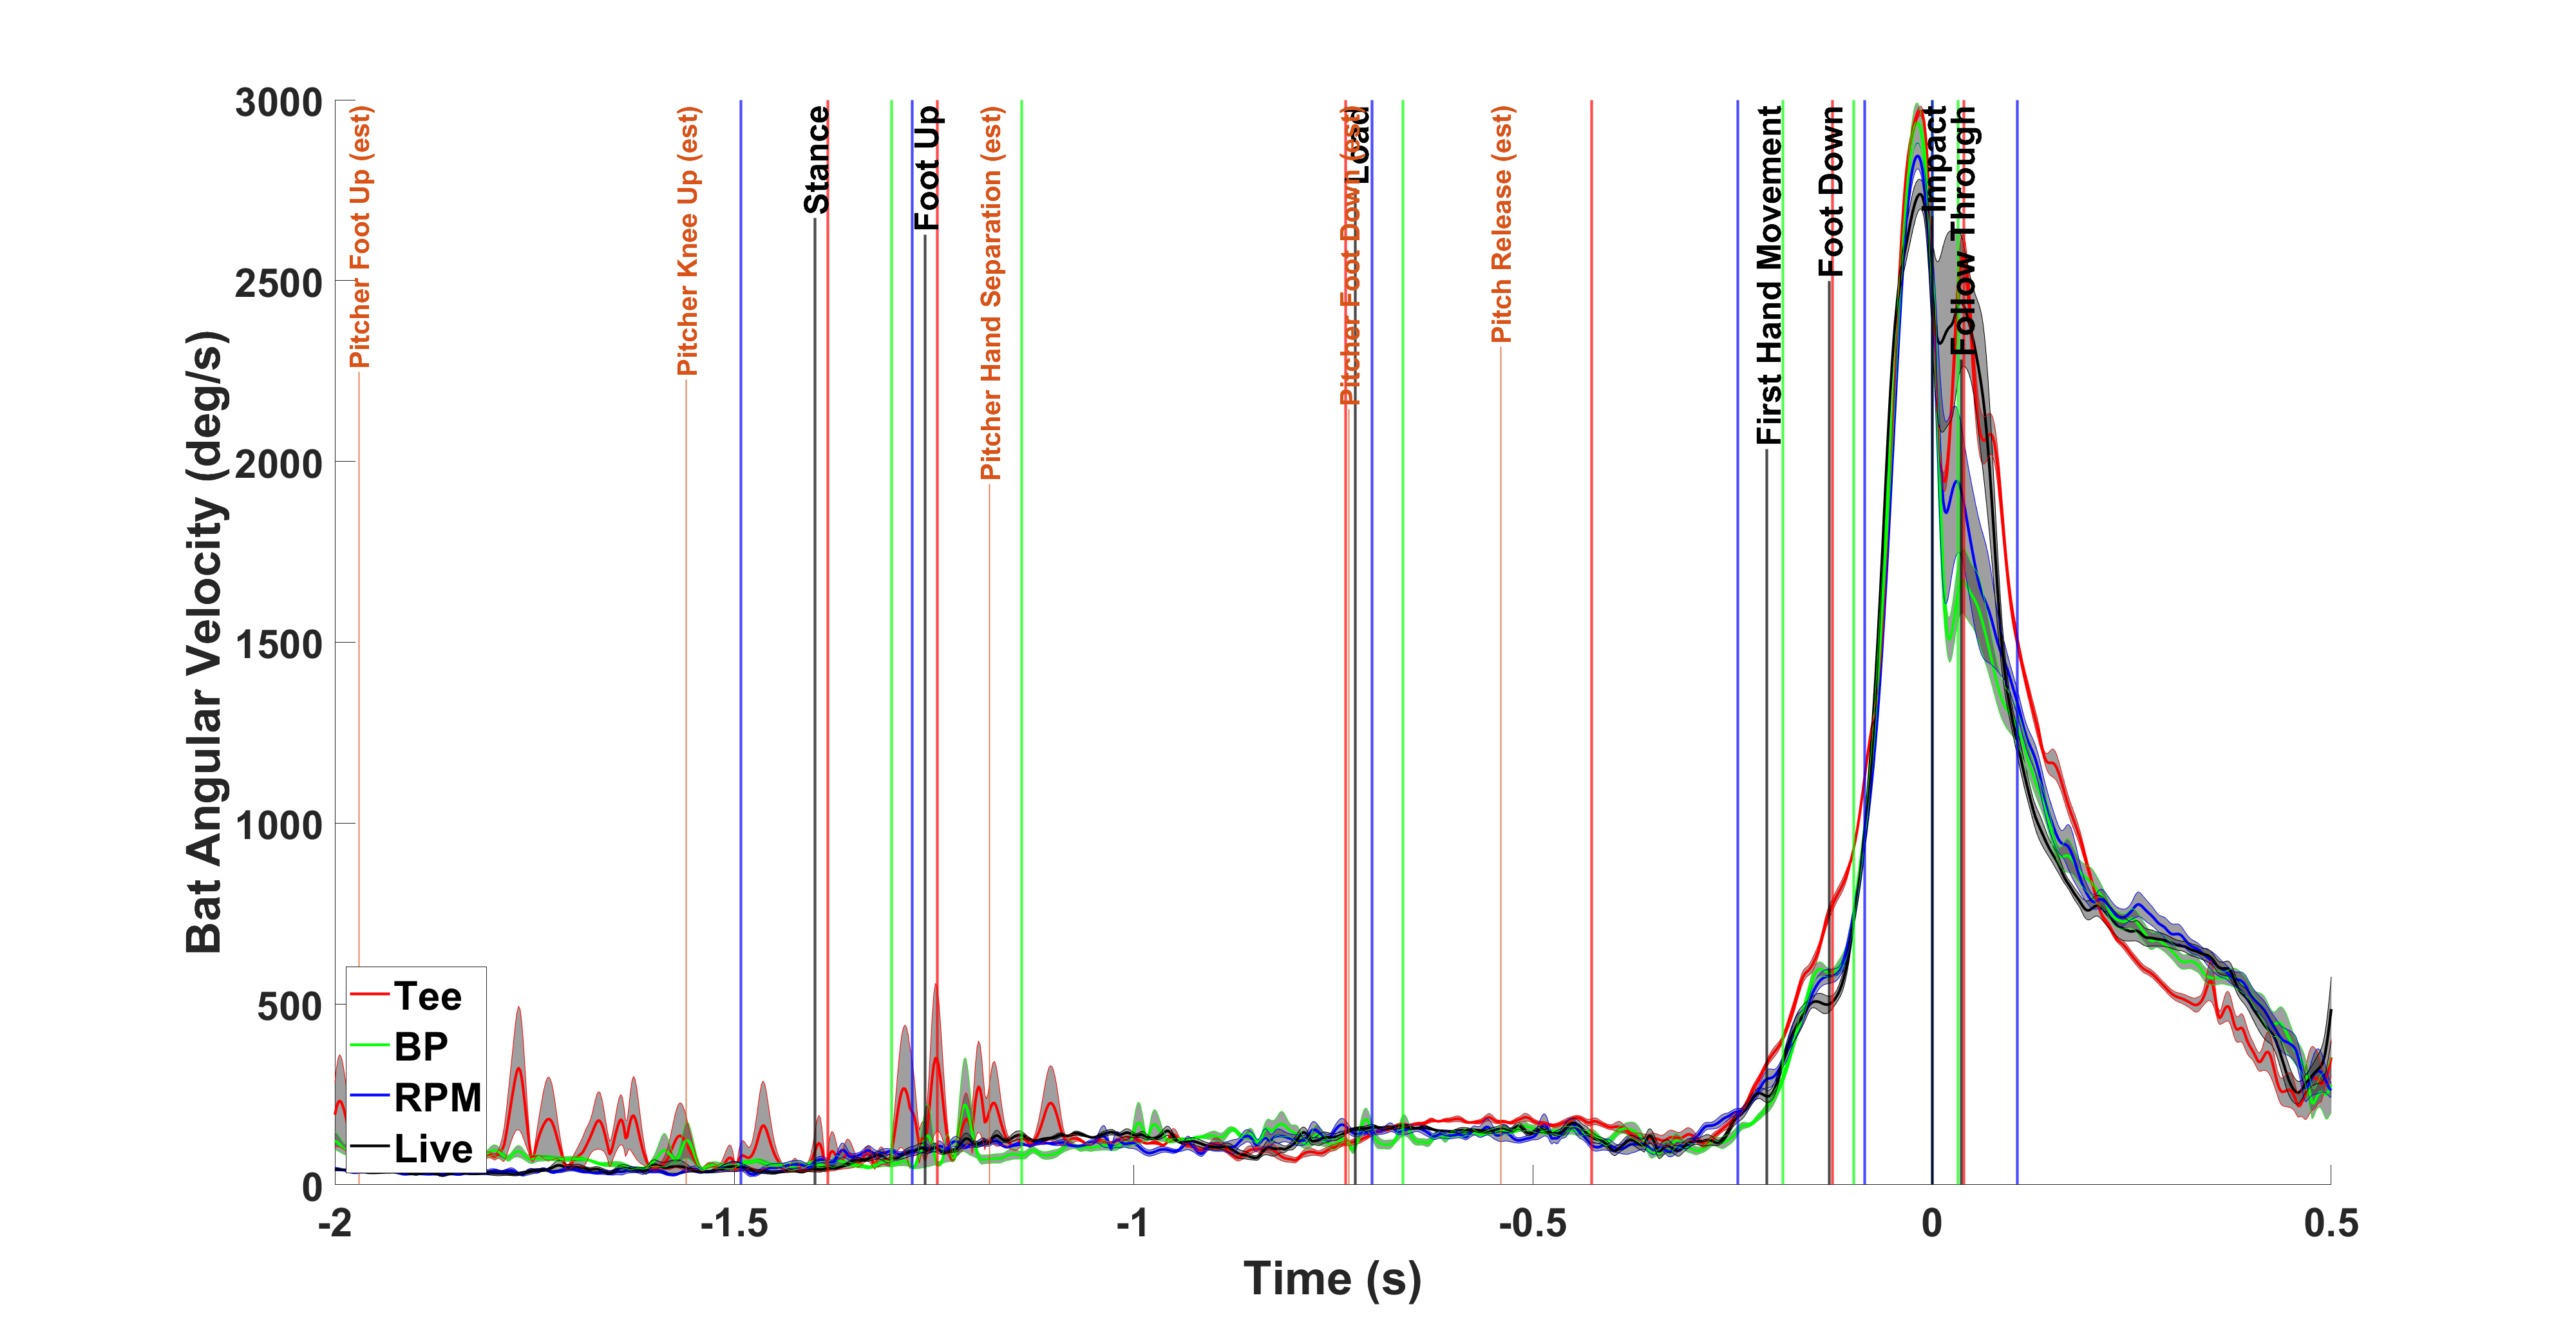 3000
2500
2000
1500
1000
500
0
Bat Angular Velocity (deg/s)
Pitcher Foot Up (est)
Pitcher Knee Up (est)
Stance
Foot Up
Pitcher Hand Separation (est)
Pitcher Foot Down (est)
Load
Pitch Release (est)
First Hand Movement
Foot Down
Impact
Follow Through
Tee
BP
RPM
Live
-2
-1.5
-1
-0.5
0
0.5
Time (s)